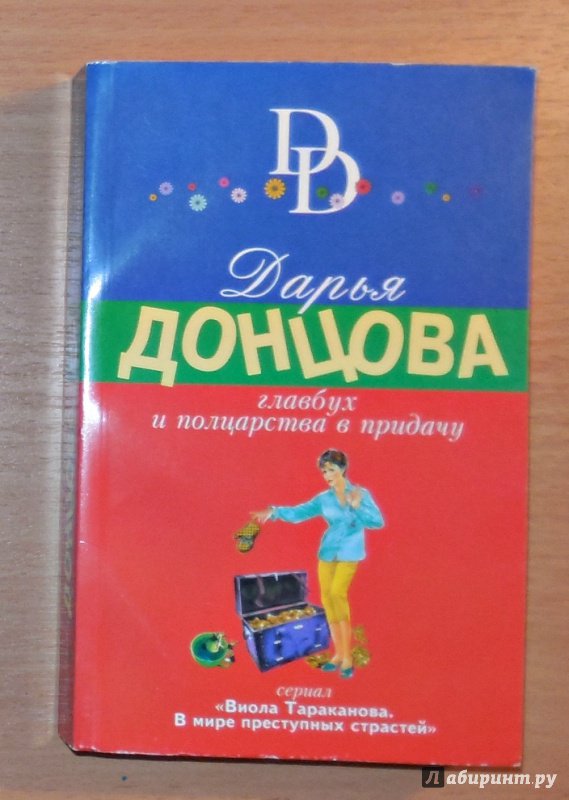 DD
Дарья
ДОНЦОВА
главбух
и полцарства в придачу
сериал
«Виола Тараканова.
В мире преступных страстей»
Лабиринт.ру